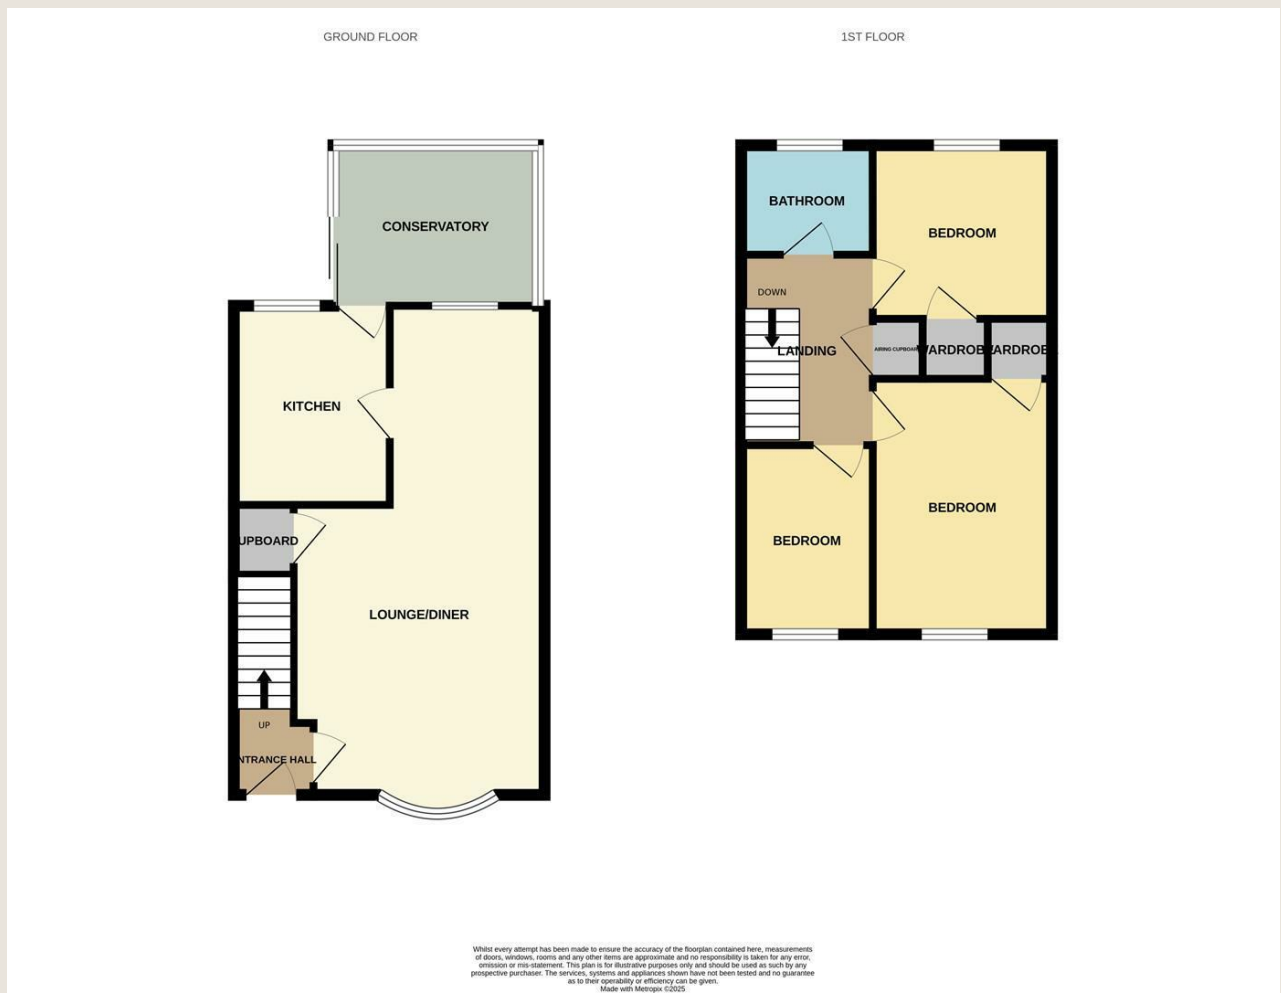 GROUND FLOOR
1ST FLOOR
CONSERVATORY
KITCHEN
UPBOARD
LOUNGE/DINER
UP
NTRANCE HALL
BATHROOM
BEDROOM
DOWN
LANDING
AIRING CUPBOARD
WARDROBE
WARDROBE
BEDROOM
BEDROOM
Whilst every attempt has been made to ensure the accuracy of the floorplan contained here, measurements
of doors, windows, rooms and any other items are approximate and no responsibility is taken for any error,
omission or mis-statement. This plan is for illustrative purposes only and should be used as such by any
prospective purchaser. The services, systems and appliances shown have not been tested and no guarantee
as to their operability or efficiency can be given.
Made with Metropix ©2025